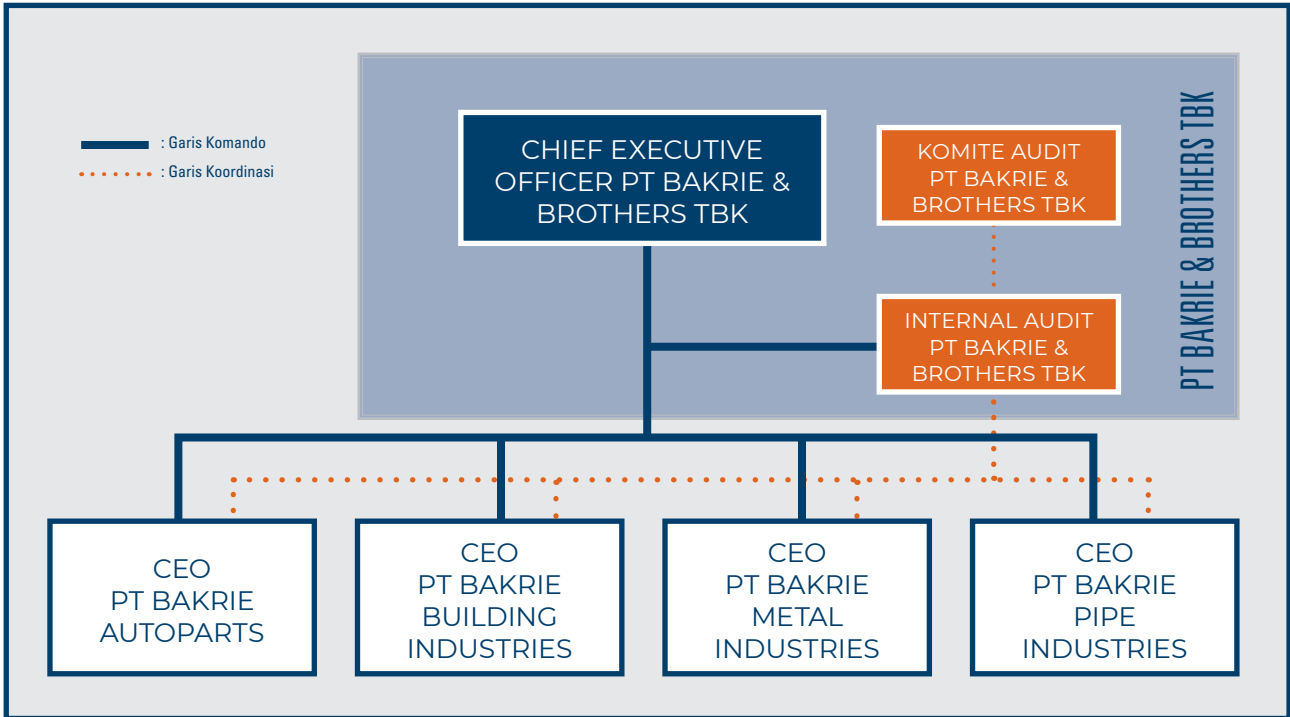 : Garis Komando
: Garis Koordinasi
CHIEF EXECUTIVE
OFFICER PT BAKRIE &
BROTHERS TBK
KOMITE AUDIT
PT BAKRIE &
BROTHERS TBK
PT BAKRIE & BROTHERS TBK
INTERNAL AUDIT
PT BAKRIE &
BROTHERS TBK
CEO
PT BAKRIE
AUTOPARTS
CEO
PT BAKRIE
BUILDING
INDUSTRIES
CEO
PT BAKRIE
METAL
INDUSTRIES
CEO
PT BAKRIE
PIPE
INDUSTRIES